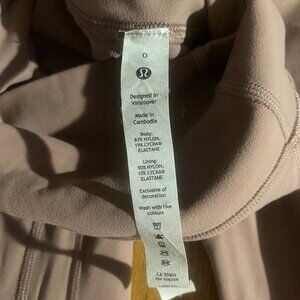 0
Designed in
Vancouver
Made in
Cambodia
Body:
81% NYLON,
19% LYCRA®
ELASTANE
Lining:
90% NYLON,
10% LYCRA®
ELASTANE
Exclusive of
decoration
Wash with like
colours
CA 35801